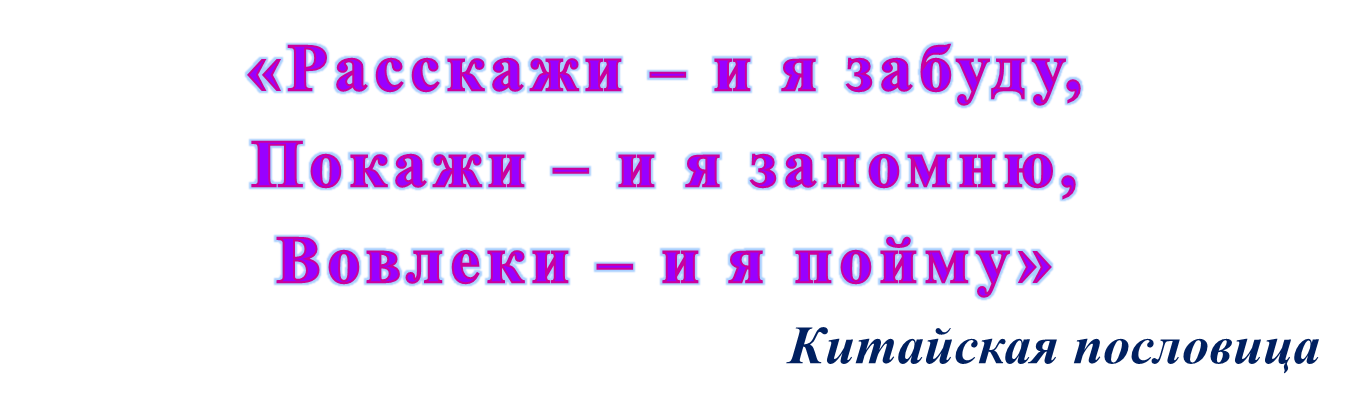 «Расскажи – и я забуду,
Покажи – и я запомню,
Вовлеки – и я пойму»
Китайская пословица